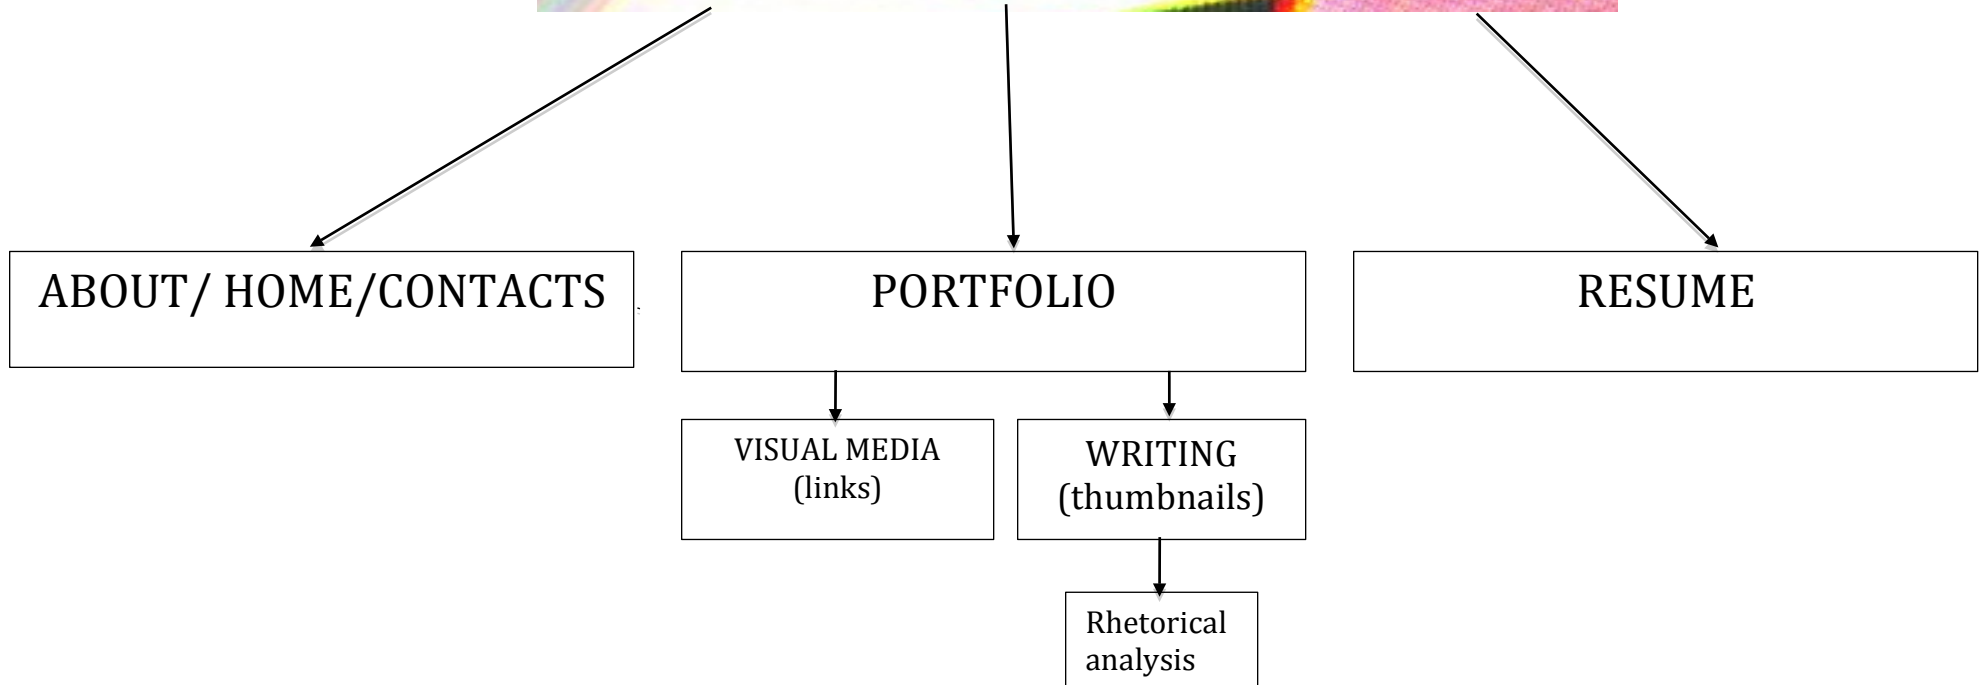 ABOUT/ HOME/CONTACTS
PORTFOLIO
RESUME
VISUAL MEDIA
(links)
WRITING
(thumbnails)
Rhetorical
analysis